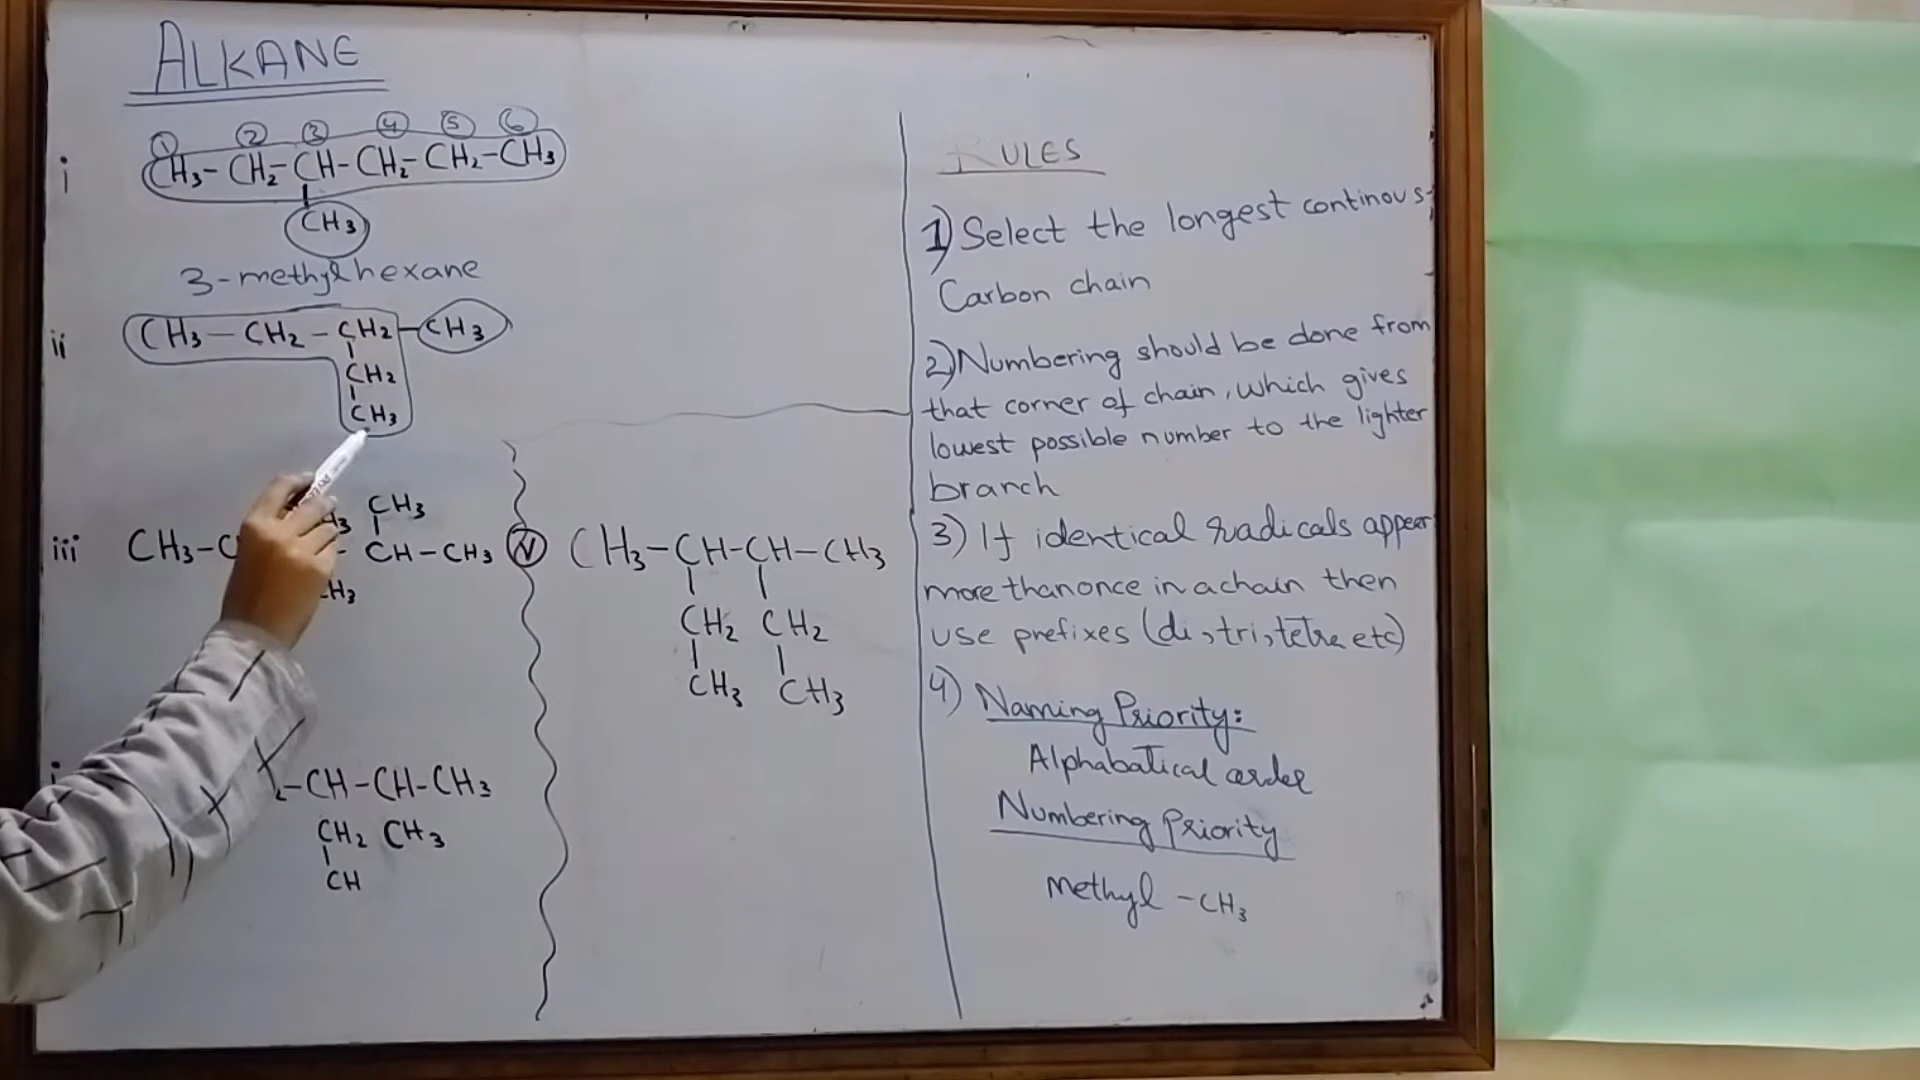 ALKANE
① ② ③ ④ ⑤ ⑥
i CH3-CH2-CH-CH2-CH2-CH3
CH3
3-methylhexane
ii CH3-CH2-CH2-CH3
CH2
CH3
CH3
iii CH3-C - CH-CH3
CH3
-CH-CH-CH3
CH2 CH3
CH
V CH3-CH-CH-CH3
CH2 CH2
CH3 CH3
RULES
1) Select the longest continous
Carbon chain
2) Numbering should be done from
that corner of chain, which gives
lowest possible number to the lighter
branch
3) If identical radicals appear
more than once in a chain then
use prefixes (di, tri, tetra etc)
4) Naming Priority:
Alphabatical order
Numbering Priority
Methyl -CH3